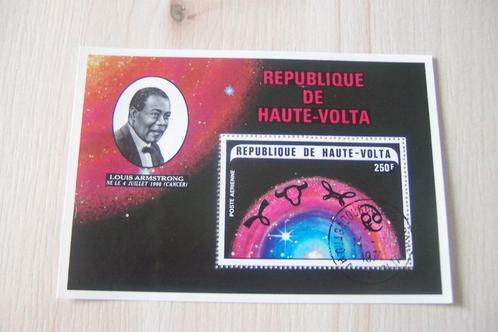 REPUBLIQUE
DE
HAUTE-VOLTA
LOUIS ARMSTRONG
NE LE 4 JUILLET 1900 (CANCER)
REPUBLIQUE DE HAUTE-VOLTA
250F
POSTE AERIENNE